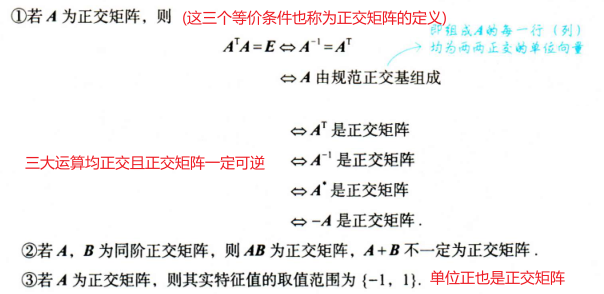 ①若 A 为正交矩阵，则 (这三个等价条件也称为正交矩阵的定义)
即组成A的每一行（列）
均为两两正交的单位向量
AᵀA=E⇔A⁻¹=Aᵀ
⇔A 由规范正交基组成
⇔Aᵀ 是正交矩阵
三大运算均正交且正交矩阵一定可逆
⇔A⁻¹ 是正交矩阵
⇔A* 是正交矩阵
⇔-A 是正交矩阵.
②若 A，B 为同阶正交矩阵，则 AB 为正交矩阵，A+B 不一定为正交矩阵.
③若 A 为正交矩阵，则其实特征值的取值范围为 {-1，1}. 单位正也是正交矩阵